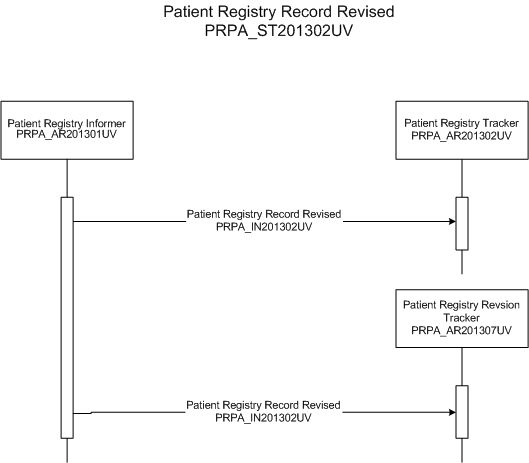 Patient Registry Record Revised
PRPA_ST201302UV
Patient Registry Informer
PRPA_AR201301UV
Patient Registry Tracker
PRPA_AR201302UV
Patient Registry Record Revised
PRPA_IN201302UV
Patient Registry Revsion
Tracker
PRPA_AR201307UV
Patient Registry Record Revised
PRPA_IN201302UV